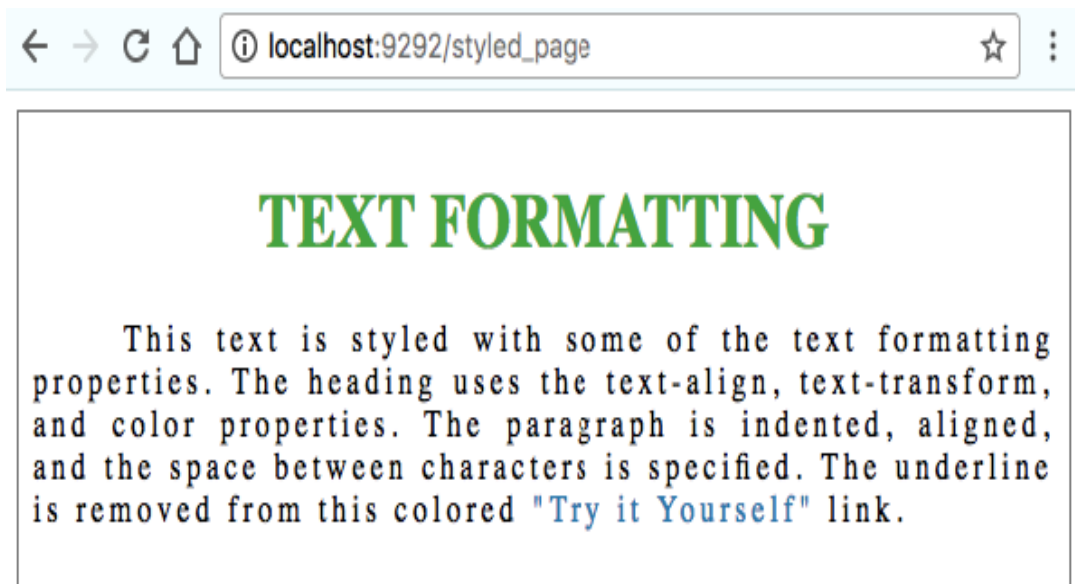 localhost:9292/styled_page
TEXT FORMATTING
This text is styled with some of the text formatting
properties. The heading uses the text-align, text-transform,
and color properties. The paragraph is indented, aligned,
and the space between characters is specified. The underline
is removed from this colored "Try it Yourself" link.